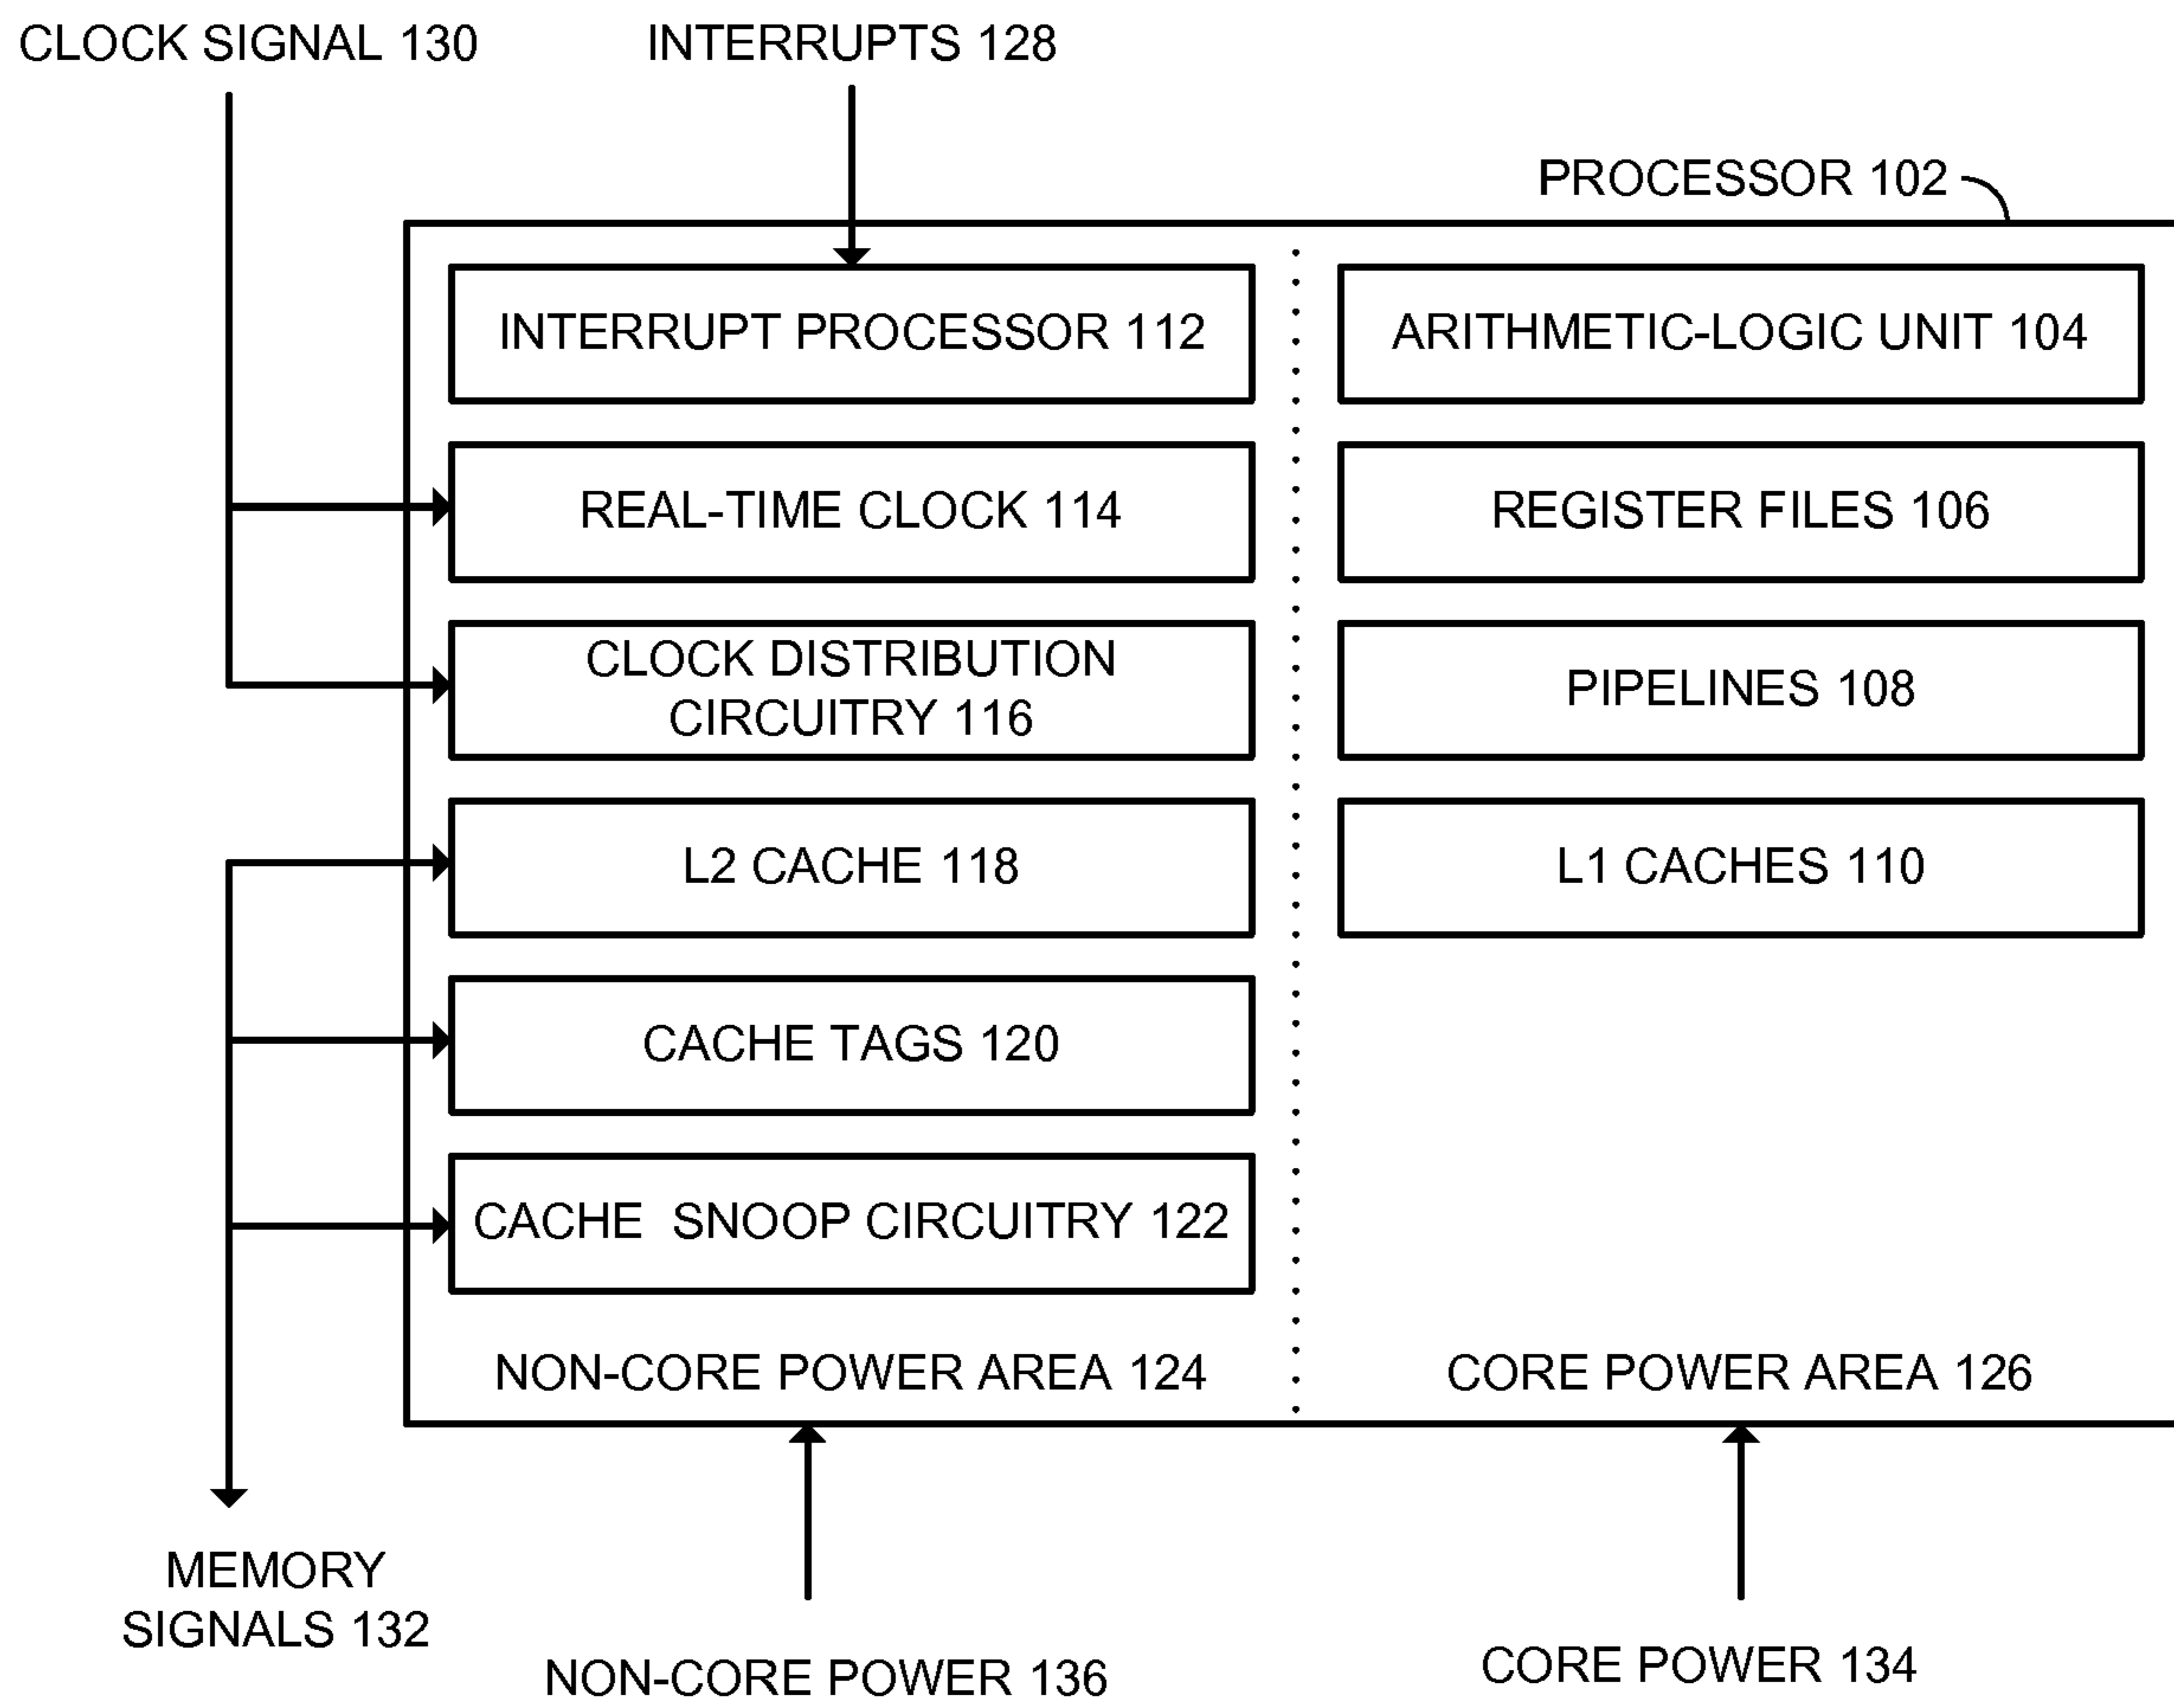 CLOCK SIGNAL 130
INTERRUPTS 128
PROCESSOR 102
INTERRUPT PROCESSOR 112
ARITHMETIC-LOGIC UNIT 104
REAL-TIME CLOCK 114
REGISTER FILES 106
CLOCK DISTRIBUTION
CIRCUITRY 116
PIPELINES 108
L2 CACHE 118
L1 CACHES 110
CACHE TAGS 120
CACHE  SNOOP CIRCUITRY 122
NON-CORE POWER AREA 124
CORE POWER AREA 126
MEMORY
SIGNALS 132
NON-CORE POWER 136
CORE POWER 134